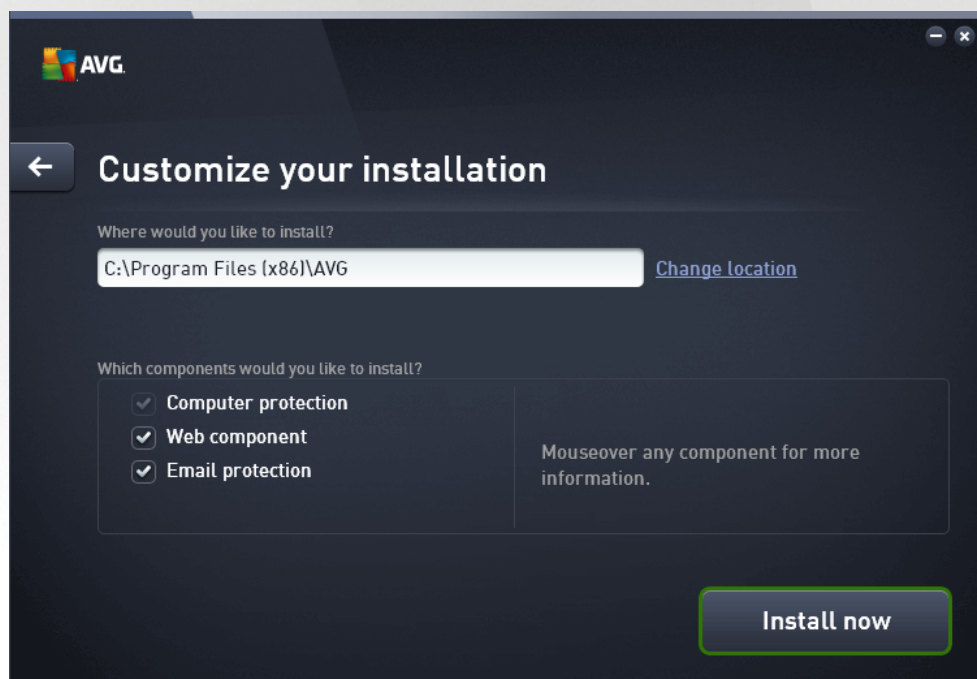 AVG.
Customize your installation
Where would you like to install?
C:\Program Files (x86)\AVG
Change location
Which components would you like to install?
Computer protection
Web component
Email protection
Mouseover any component for more
information.
Install now